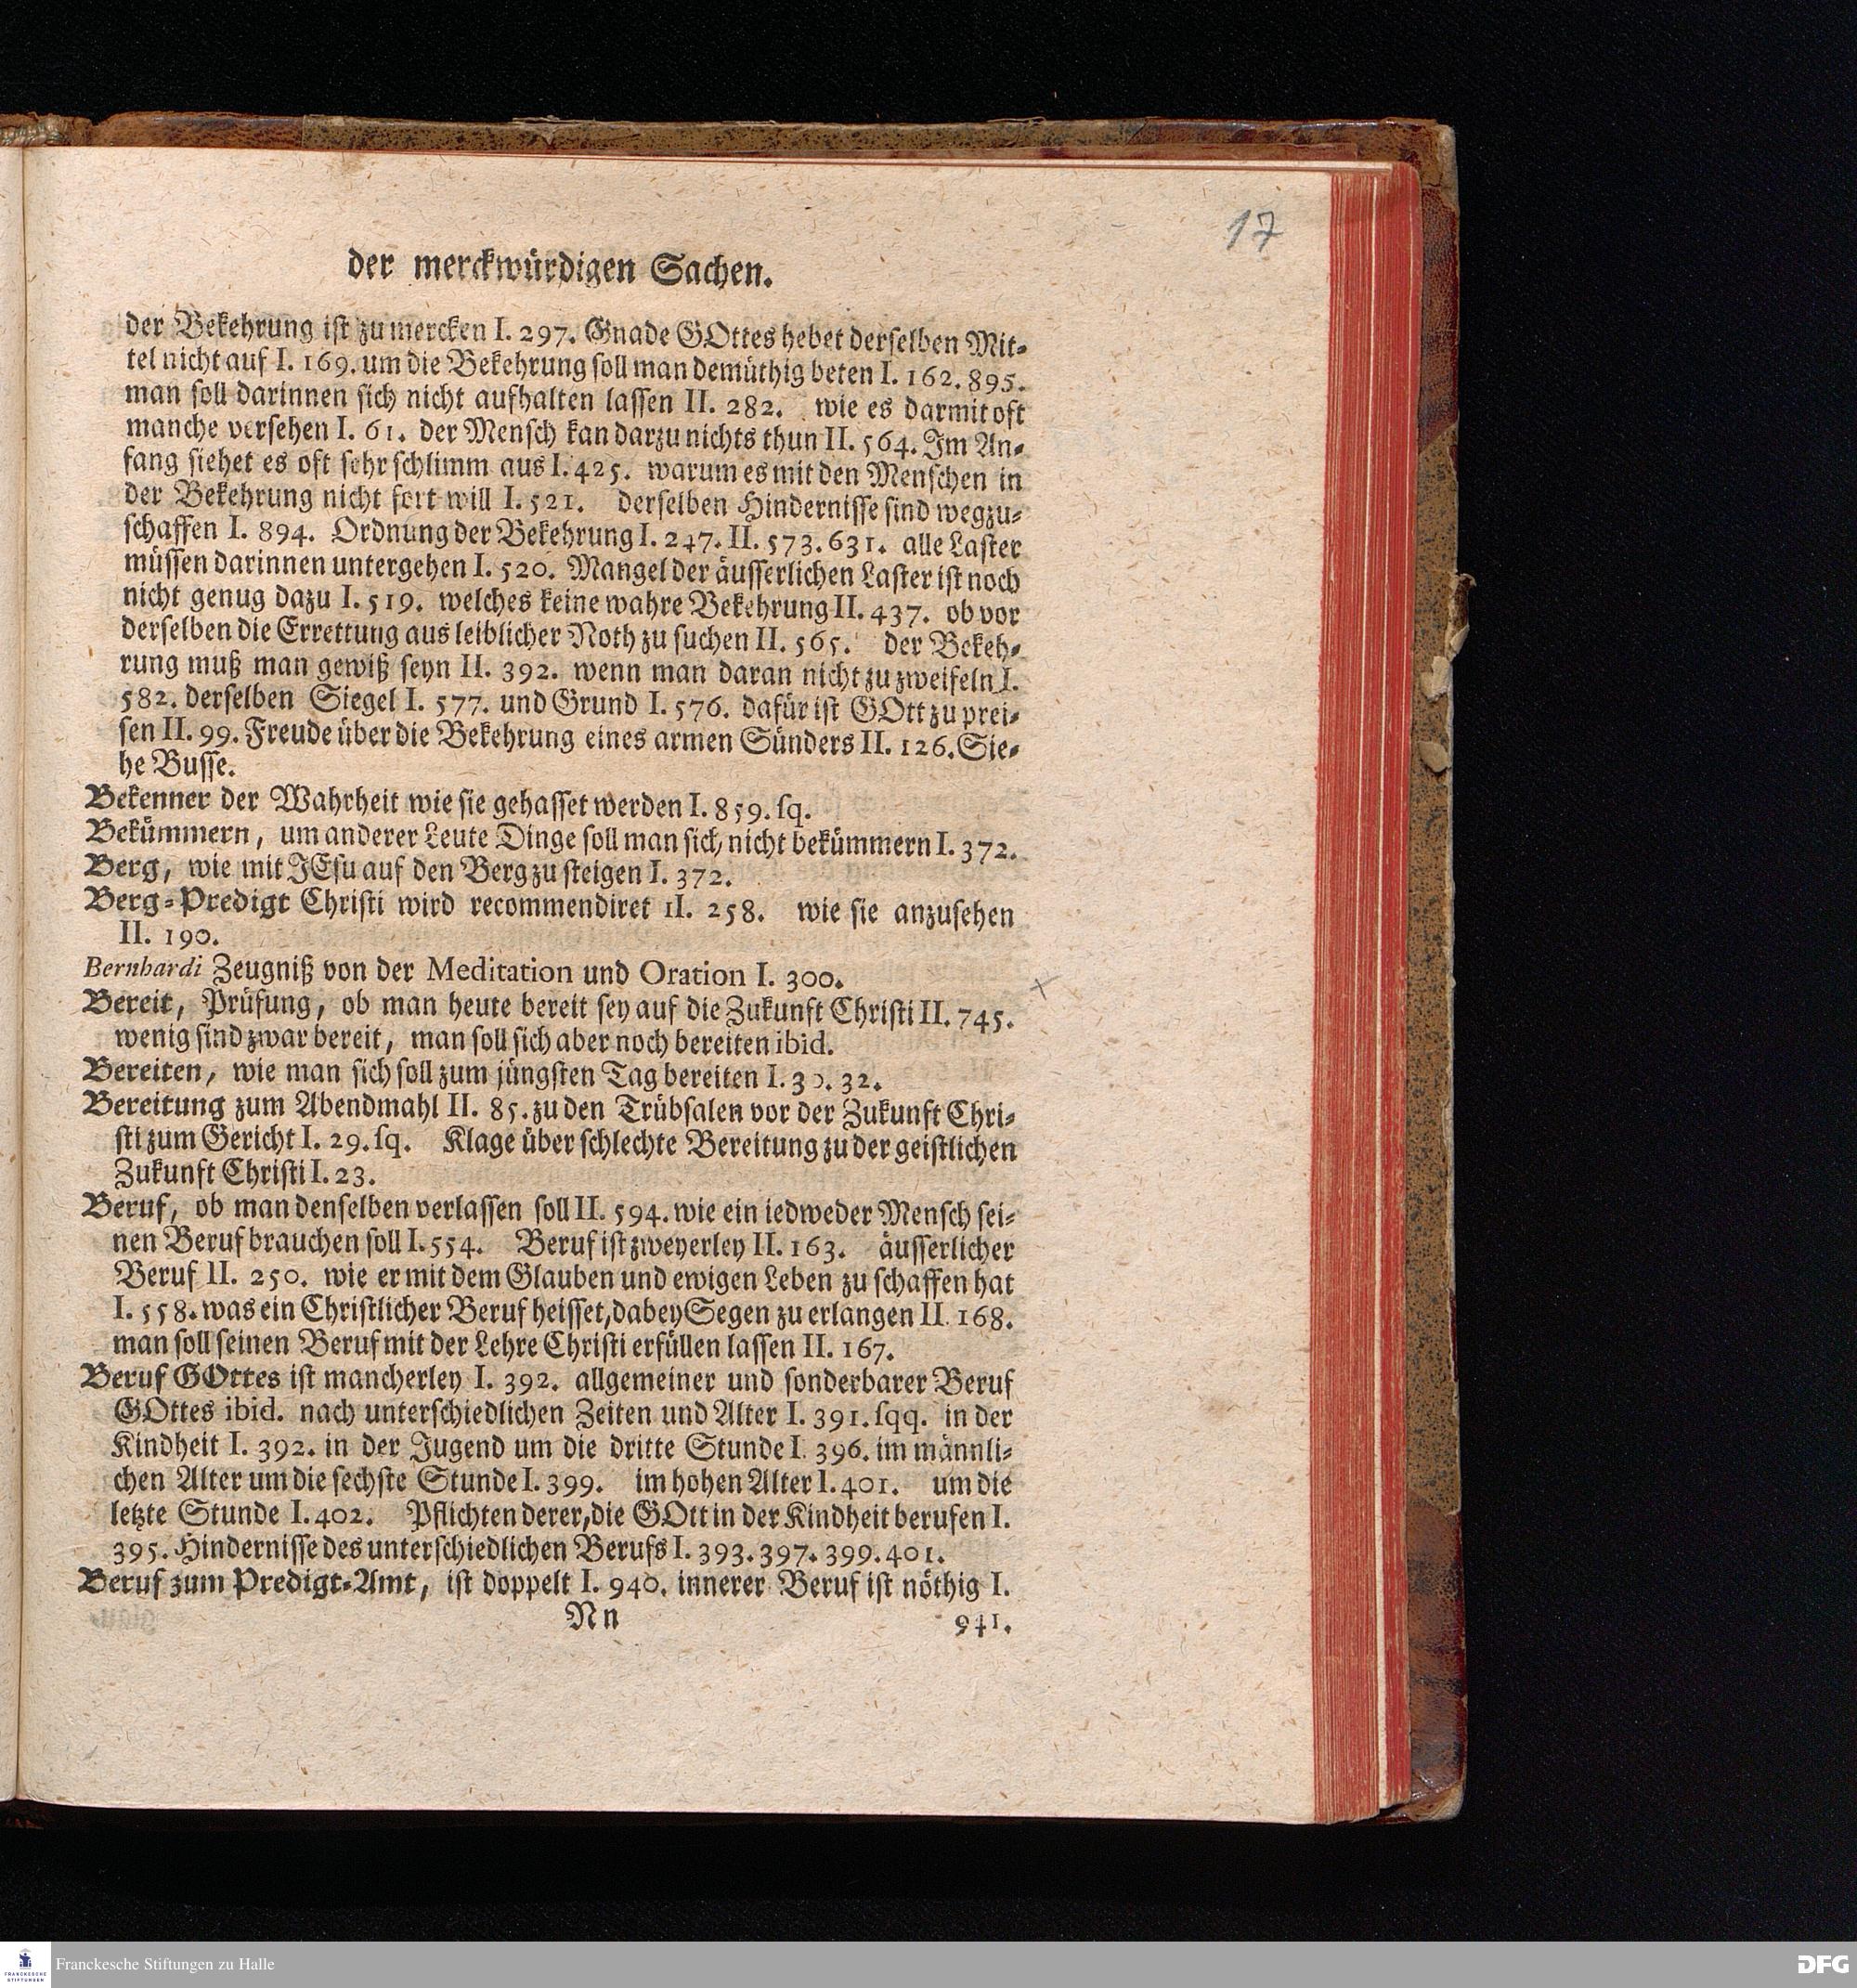 17
der merckwürdigen Sachen.
der Bekehrung ist zu mercken I. 297. Gnade GOttes hebet derselben Mit-
tel nicht auf I. 169. um die Bekehrung soll man demüthig beten I. 162. 895.
man soll darinnen sich nicht aufhalten lassen II. 282. wie es darmit oft
manche versehen I. 61. der Mensch kan darzu nichts thun II. 564. Im An-
fang siehet es oft sehr schlimm aus I. 425. warum es mit den Menschen in
der Bekehrung nicht fort will I. 521. derselben Hindernisse sind wegzu-
schaffen I. 894. Ordnung der Bekehrung I. 247. II. 573. 631. alle Laster
müssen darinnen untergehen I. 520. Mangel der äusserlichen Laster ist noch
nicht genug dazu I. 519. welches keine wahre Bekehrung II. 437. ob vor
derselben die Errettung aus leiblicher Noth zu suchen II. 565. der Bekeh-
rung muß man gewiß seyn II. 392. wenn man daran nicht zu zweifeln I.
582. derselben Siegel I. 577. und Grund I. 576. dafür ist GOtt zu prei-
sen II. 99. Freude über die Bekehrung eines armen Sünders II. 126. Sie-
he Busse.
Bekenner der Wahrheit wie sie gehasset werden I. 859. sq.
Bekümmern, um anderer Leute Dinge soll man sich nicht bekümmern I. 372.
Berg, wie mit JEsu auf den Berg zu steigen I. 372.
Berg-Predigt Christi wird recommendiret II. 258. wie sie anzusehen
II. 190.
Bernhardi Zeugniß von der Meditation und Oration I. 300.
Bereit, Prüfung, ob man heute bereit sey auf die Zukunft Christi II. 745.
wenig sind zwar bereit, man soll sich aber noch bereiten ibid.
Bereiten, wie man sich soll zum jüngsten Tag bereiten I. 30. 32.
Bereitung zum Abendmahl II. 85. zu den Trübsalen vor der Zukunft Chri-
sti zum Gericht I. 29. sq. Klage über schlechte Bereitung zu der geistlichen
Zukunft Christi I. 23.
Beruf, ob man denselben verlassen soll II. 594. wie ein iedweder Mensch sei-
nen Beruf brauchen soll I. 554. Beruf ist zweyerley II. 163. äusserlicher
Beruf II. 250. wie er mit dem Glauben und ewigen Leben zu schaffen hat
I. 558. was ein Christlicher Beruf heisset, dabey Segen zu erlangen II. 168.
man soll seinen Beruf mit der Lehre Christi erfüllen lassen II. 167.
Beruf GOttes ist mancherley I. 392. allgemeiner und sonderbarer Beruf
GOttes ibid. nach unterschiedlichen Zeiten und Alter I. 391. sqq. in der
Kindheit I. 392. in der Jugend um die dritte Stunde I. 396. im männli-
chen Alter um die sechste Stunde I. 399. im hohen Alter I. 401. um die
letzte Stunde I. 402. Pflichten derer, die GOtt in der Kindheit berufen I.
395. Hindernisse des unterschiedlichen Berufs I. 393. 397. 399. 401.
Beruf zum Predigt-Amt, ist doppelt I. 940. innerer Beruf ist nöthig I.
Nn 941.
FRANCKESCHE STIFTUNGEN
Franckesche Stiftungen zu Halle
DFG